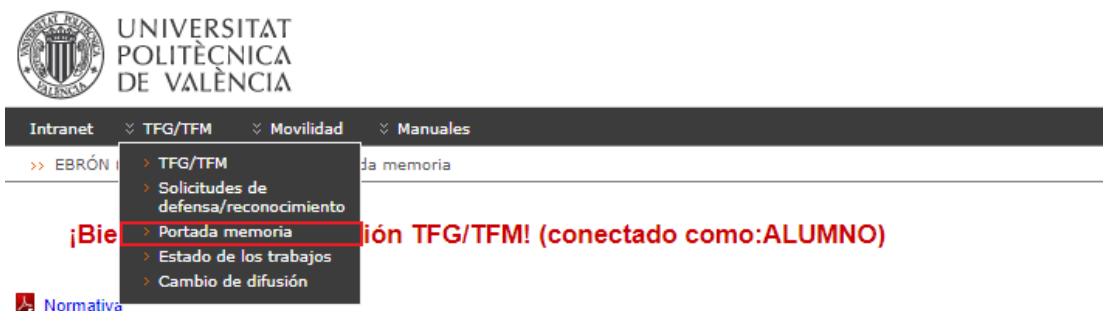 UNIVERSITAT
POLITÈCNICA
DE VALÈNCIA
Intranet TFG/TFM Movilidad Manuales
>> EBRÓN da memoria
> TFG/TFM
> Solicitudes de
defensa/reconocimiento
> Portada memoria
> Estado de los trabajos
> Cambio de difusión
¡Bie ión TFG/TFM! (conectado como:ALUMNO)
Normativa